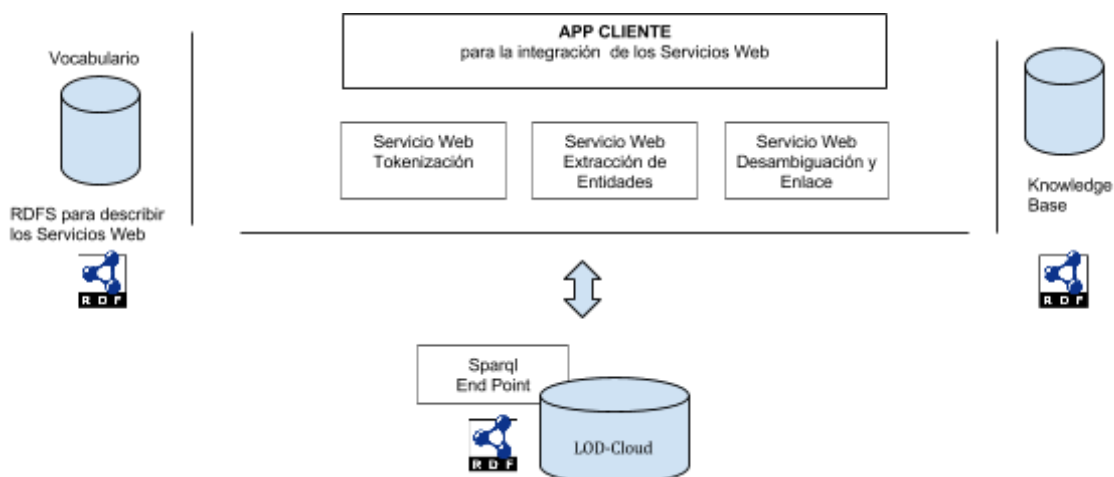 APP CLIENTE
para la integración de los Servicios Web
Vocabulario
Servicio Web
Tokenización
Servicio Web
Extracción de
Entidades
Servicio Web
Desambiguación y
Enlace
RDFS para describir
los Servicios Web
RDF
Knowledge
Base
RDF
Sparql
End Point
RDF
LOD-Cloud